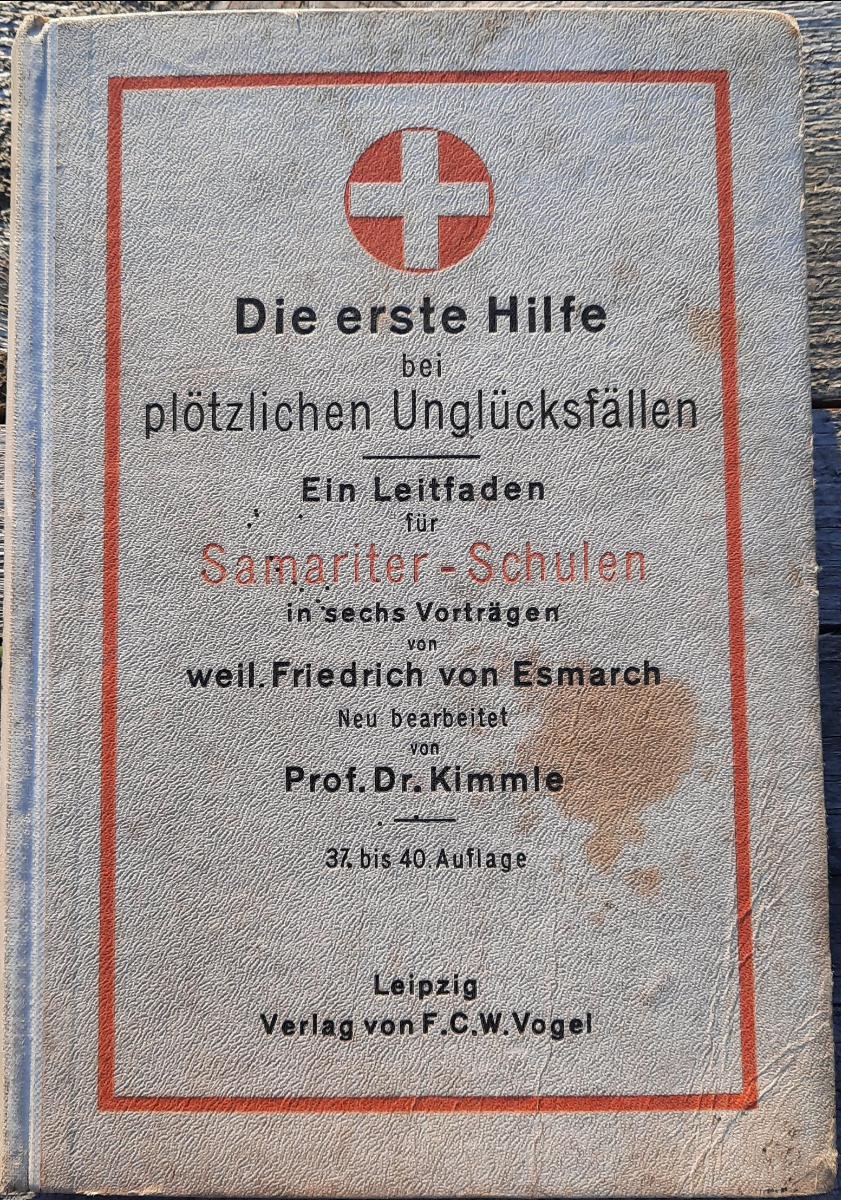 Die erste Hilfe
bei
plötzlichen Unglücksfällen
Ein Leitfaden
für
Samariter-Schulen
in sechs Vorträgen
von
weil. Friedrich von Esmarch
Neu bearbeitet
von
Prof. Dr. Kimmle
37. bis 40. Auflage
Leipzig
Verlag von F.C.W. Vogel